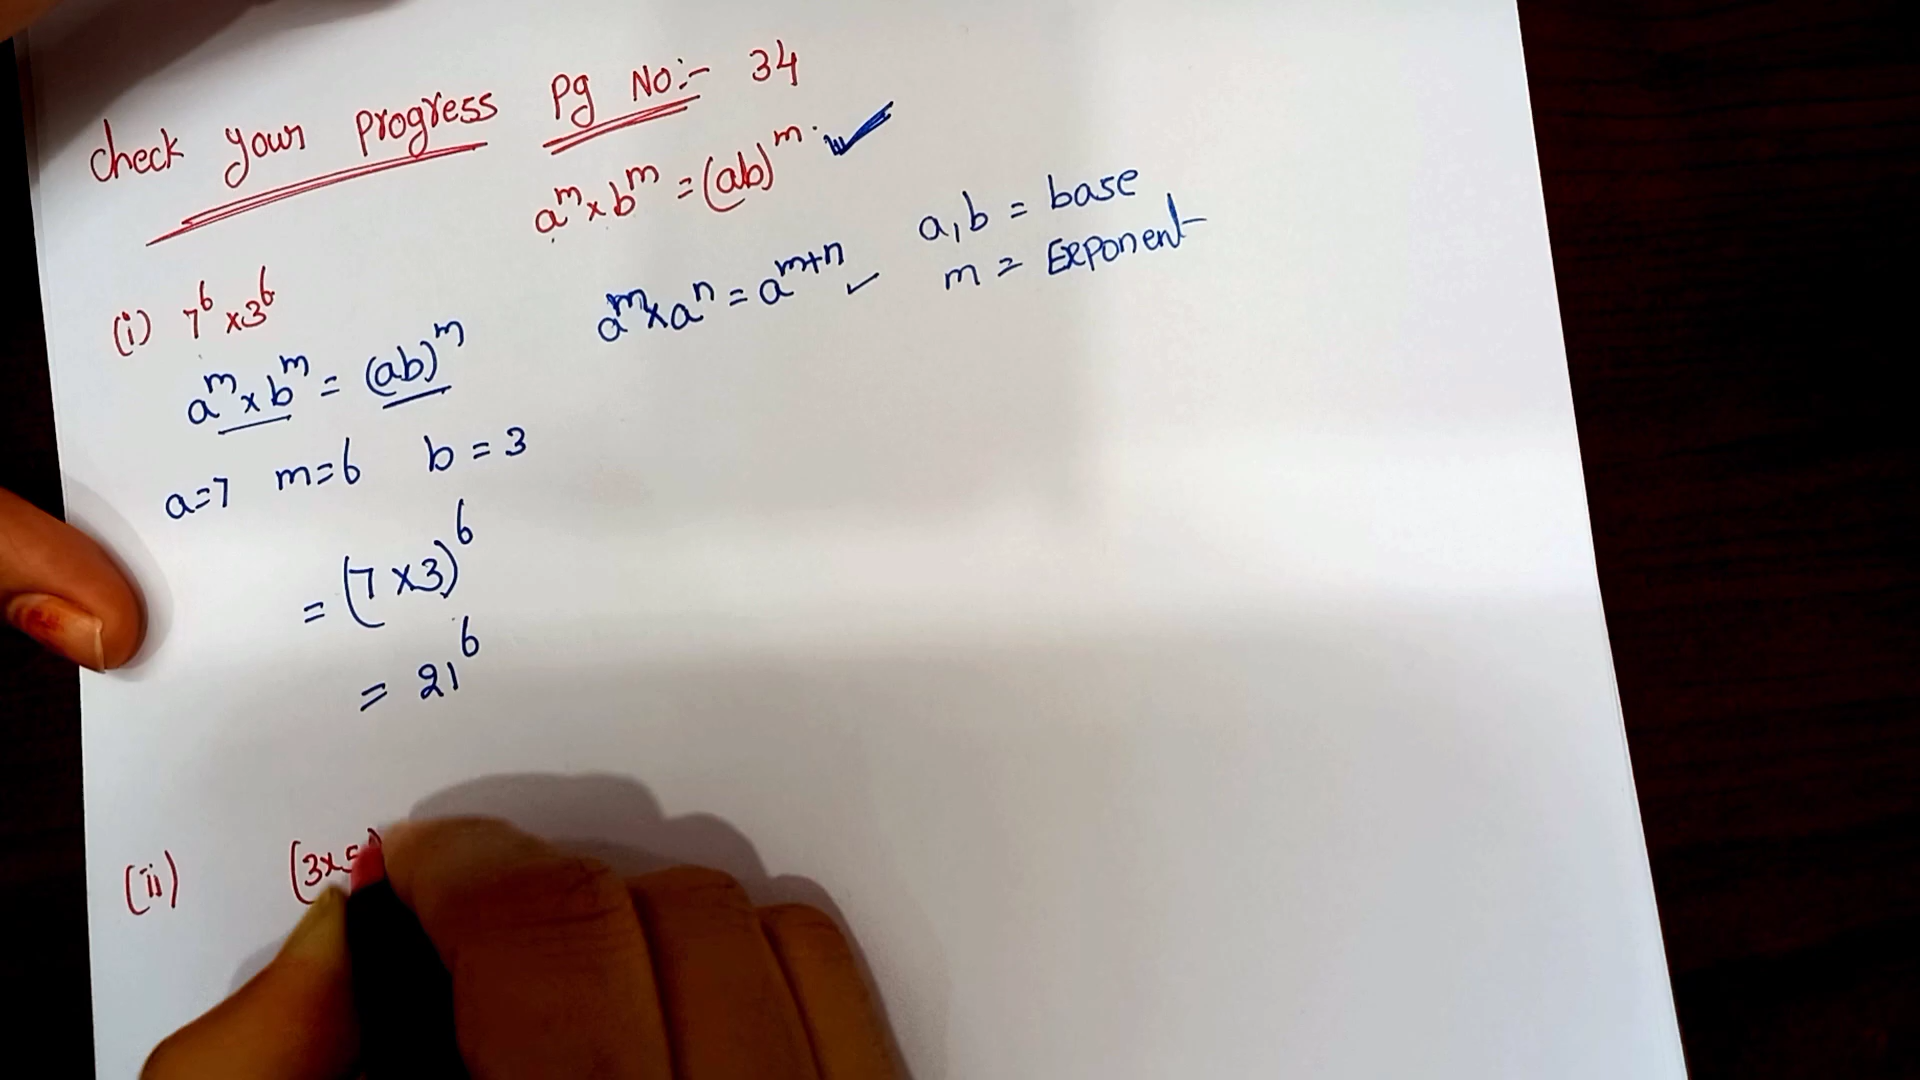 Check your progress Pg No:- 34
a^m x b^m = (ab)^m.
a, b = base
a^m x a^n = a^(m+n)
m = Exponent
(i) 7^6 x 3^6
a^m x b^m = (ab)^m
a=7 m=6 b=3
= (7 x 3)^6
= 21^6
(ii) (3x5)